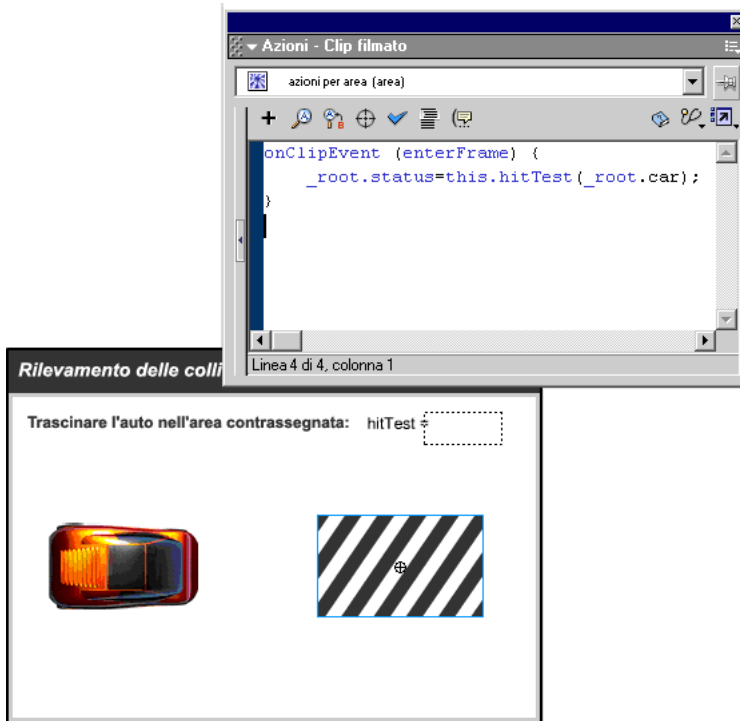 Azioni - Clip filmato
azioni per area (area)
onClipEvent (enterFrame) {
_root.status=this.hitTest(_root.car);
}
Linea 4 di 4, colonna 1
Rilevamento delle colli
Trascinare l'auto nell'area contrassegnata: hitTest =